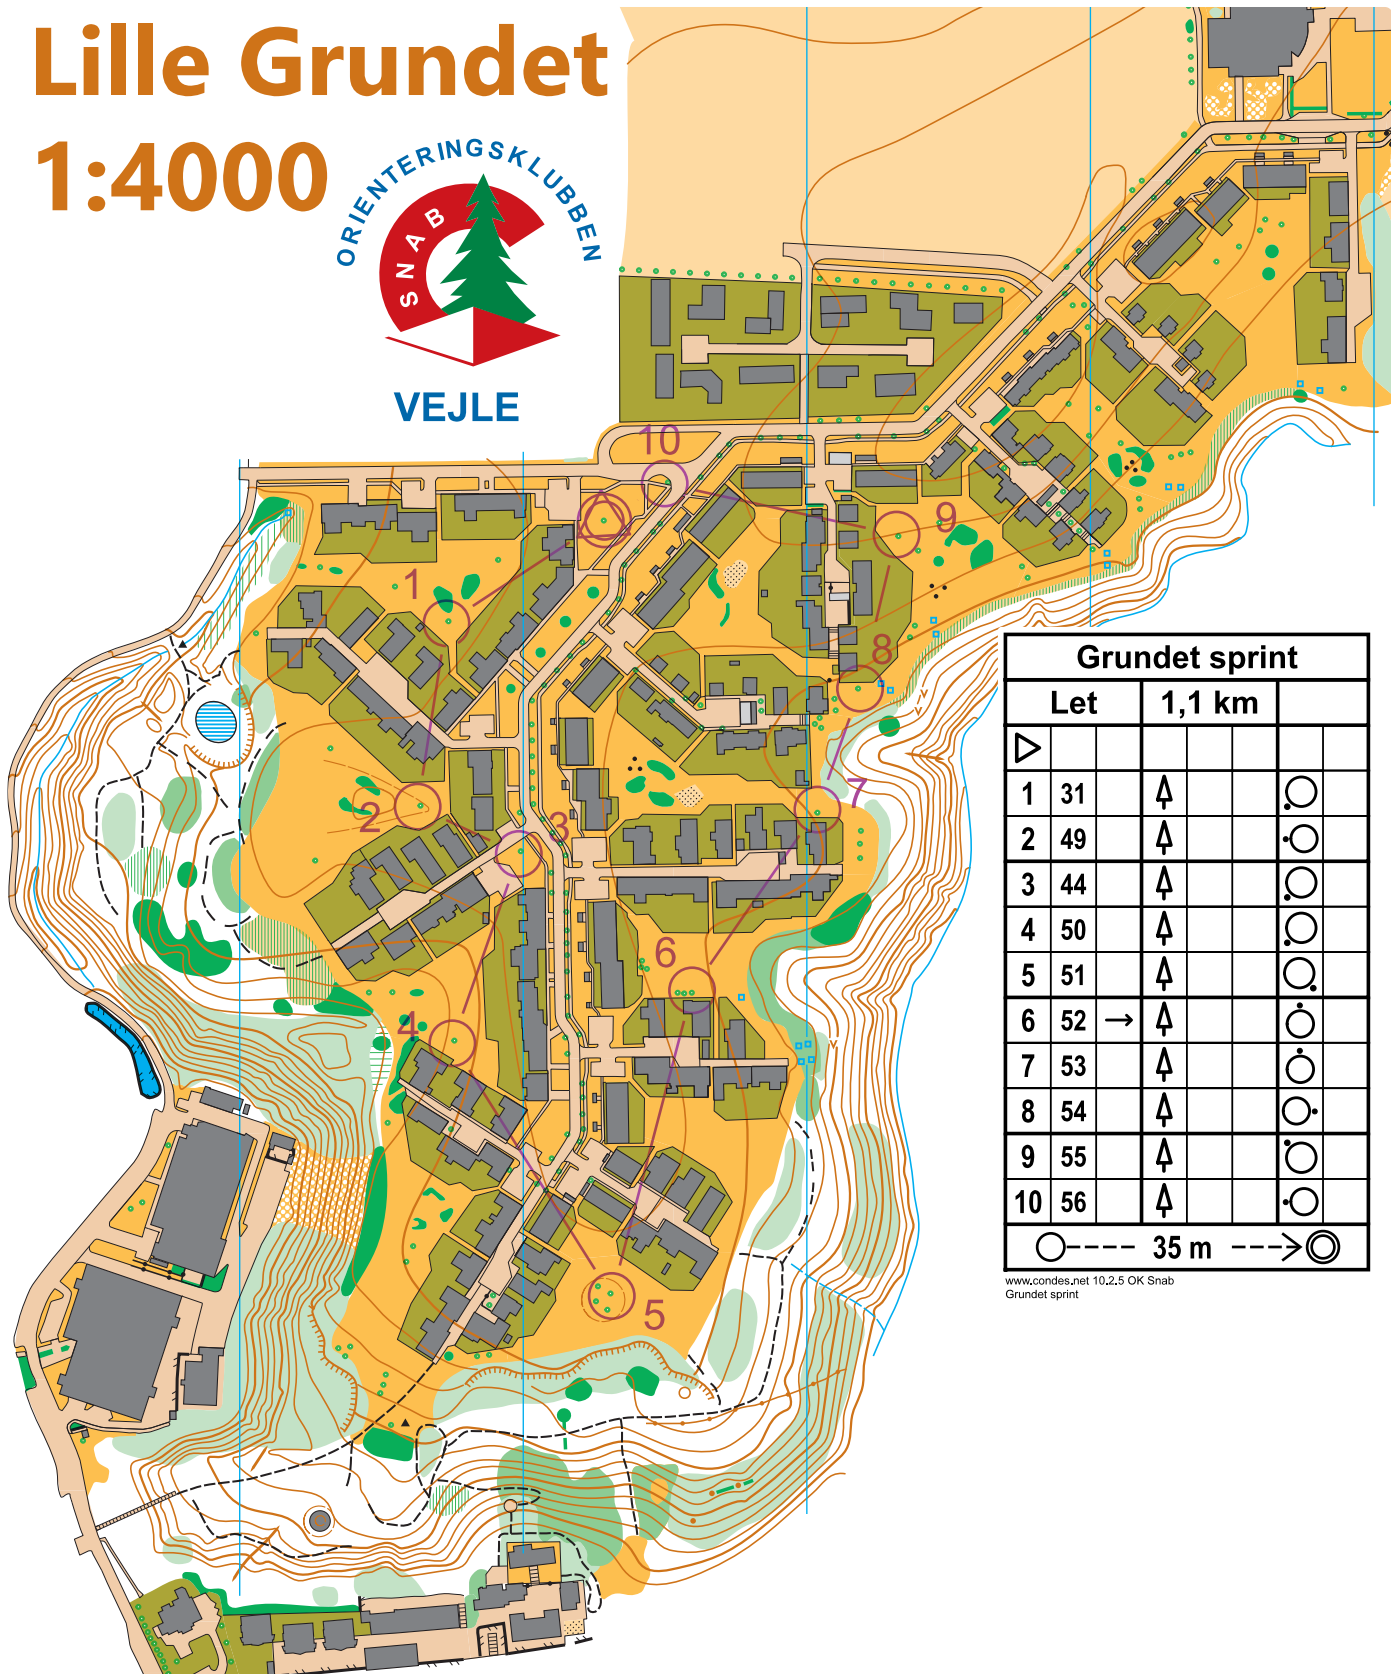 Lille Grundet
1:4000
ORIENTERINGSKLUBBEN
SNAB
VEJLE
10
9
1
8
2
3
7
6
4
5
Grundet sprint
Let 1,1 km
1 31
2 49
3 44
4 50
5 51
6 52 →
7 53
8 54
9 55
10 56
35 m
www.condes.net 10.2.5 OK Snab
Grundet sprint